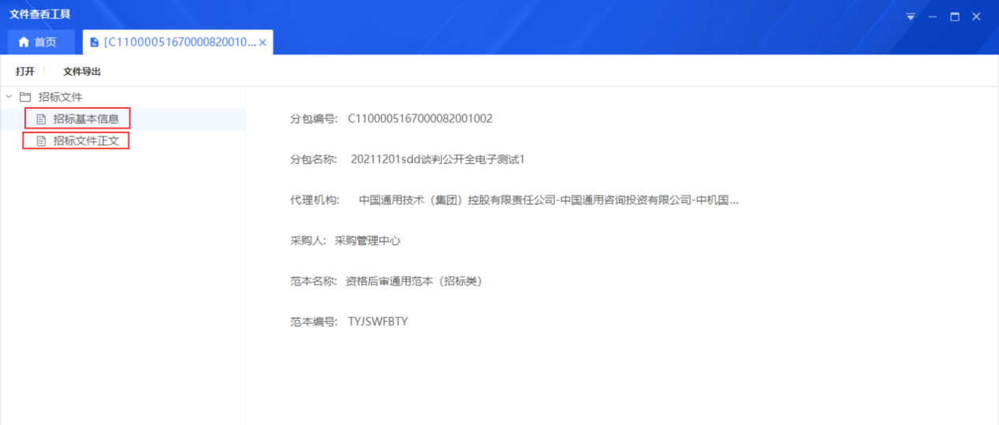 文件查看工具
首页
[C11000051670000820010...
打开
文件导出
招标文件
招标基本信息
招标文件正文
分包编号: C1100005167000082001002
分包名称: 20211201sdd谈判公开全电子测试1
代理机构: 中国通用技术（集团）控股有限责任公司-中国通用咨询投资有限公司-中机国...
采购人: 采购管理中心
范本名称: 资格后审通用范本（招标类）
范本编号: TYJSWFBTY